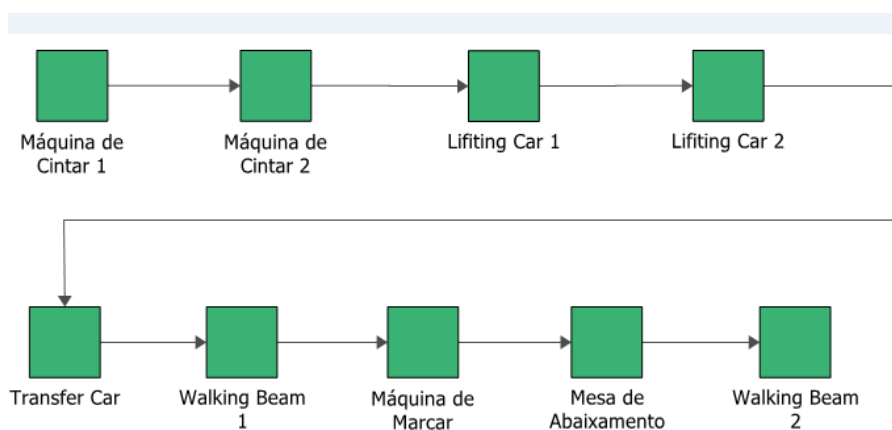 Máquina de
Cintar 1
Máquina de
Cintar 2
Lifiting Car 1
Lifiting Car 2
Transfer Car
Walking Beam
1
Máquina de
Marcar
Mesa de
Abaixamento
Walking Beam
2